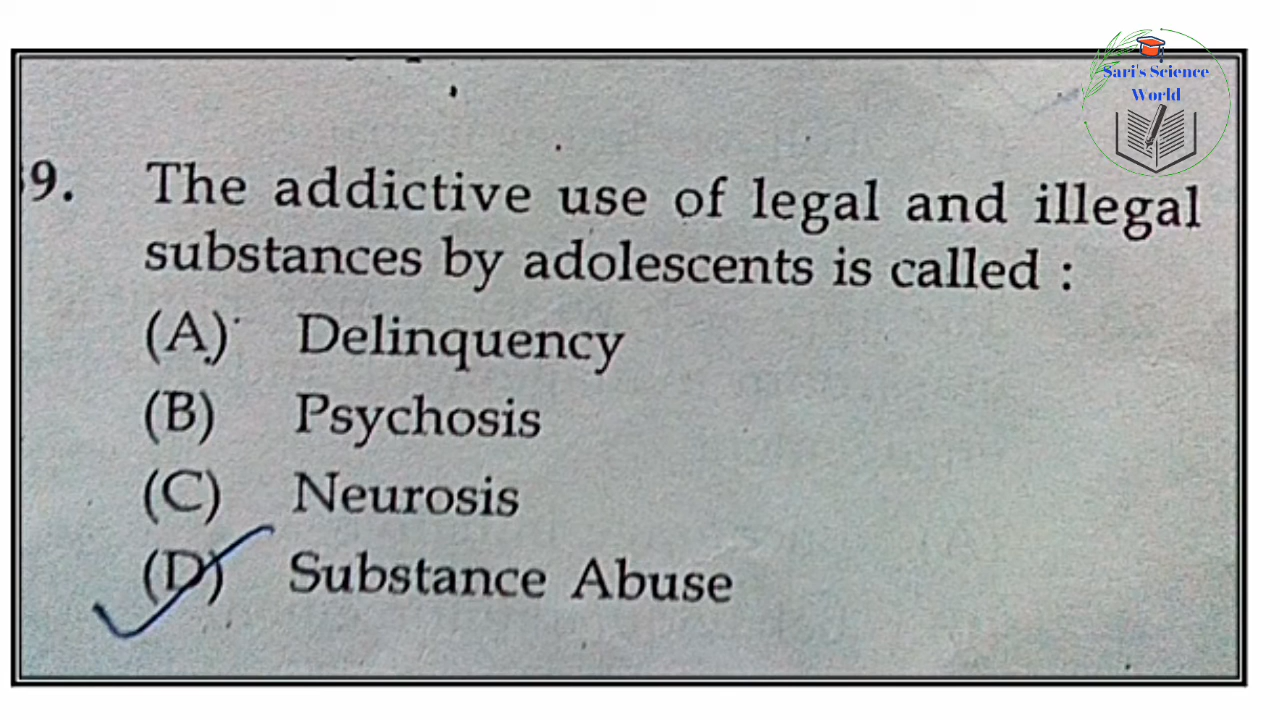 Sari's Science
World
9. The addictive use of legal and illegal
substances by adolescents is called :
(A) Delinquency
(B) Psychosis
(C) Neurosis
(D) Substance Abuse